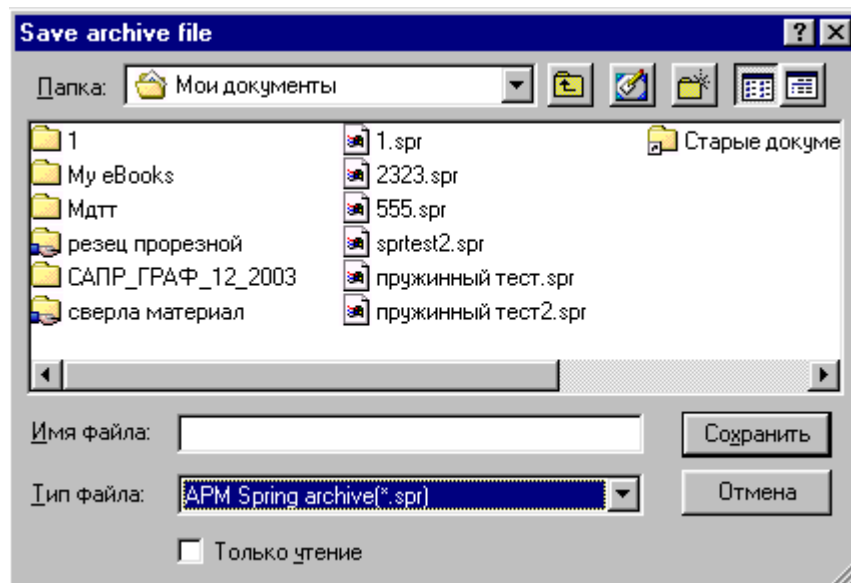 Save archive file
Папка: Мои документы
1
My eBooks
Мдтт
резец прорезной
САПР_ГРАФ_12_2003
сверла материал
1.spr
2323.spr
555.spr
sprtest2.spr
пружинный тест.spr
пружинный тест2.spr
Старые докуме
Имя файла:
Сохранить
Тип файла: APM Spring archive(*.spr)
Отмена
Только чтение